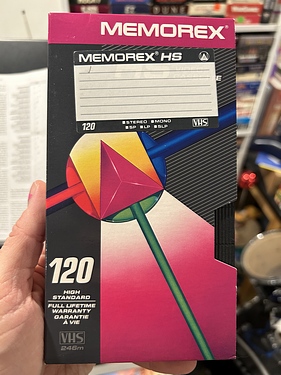 MEMOREX
MEMOREX HS
120
STEREO MONO
SP LP SLP
VHS
120
HIGH
STANDARD
FULL LIFETIME
WARRANTY
GARANTIE
À VIE
VHS
246m